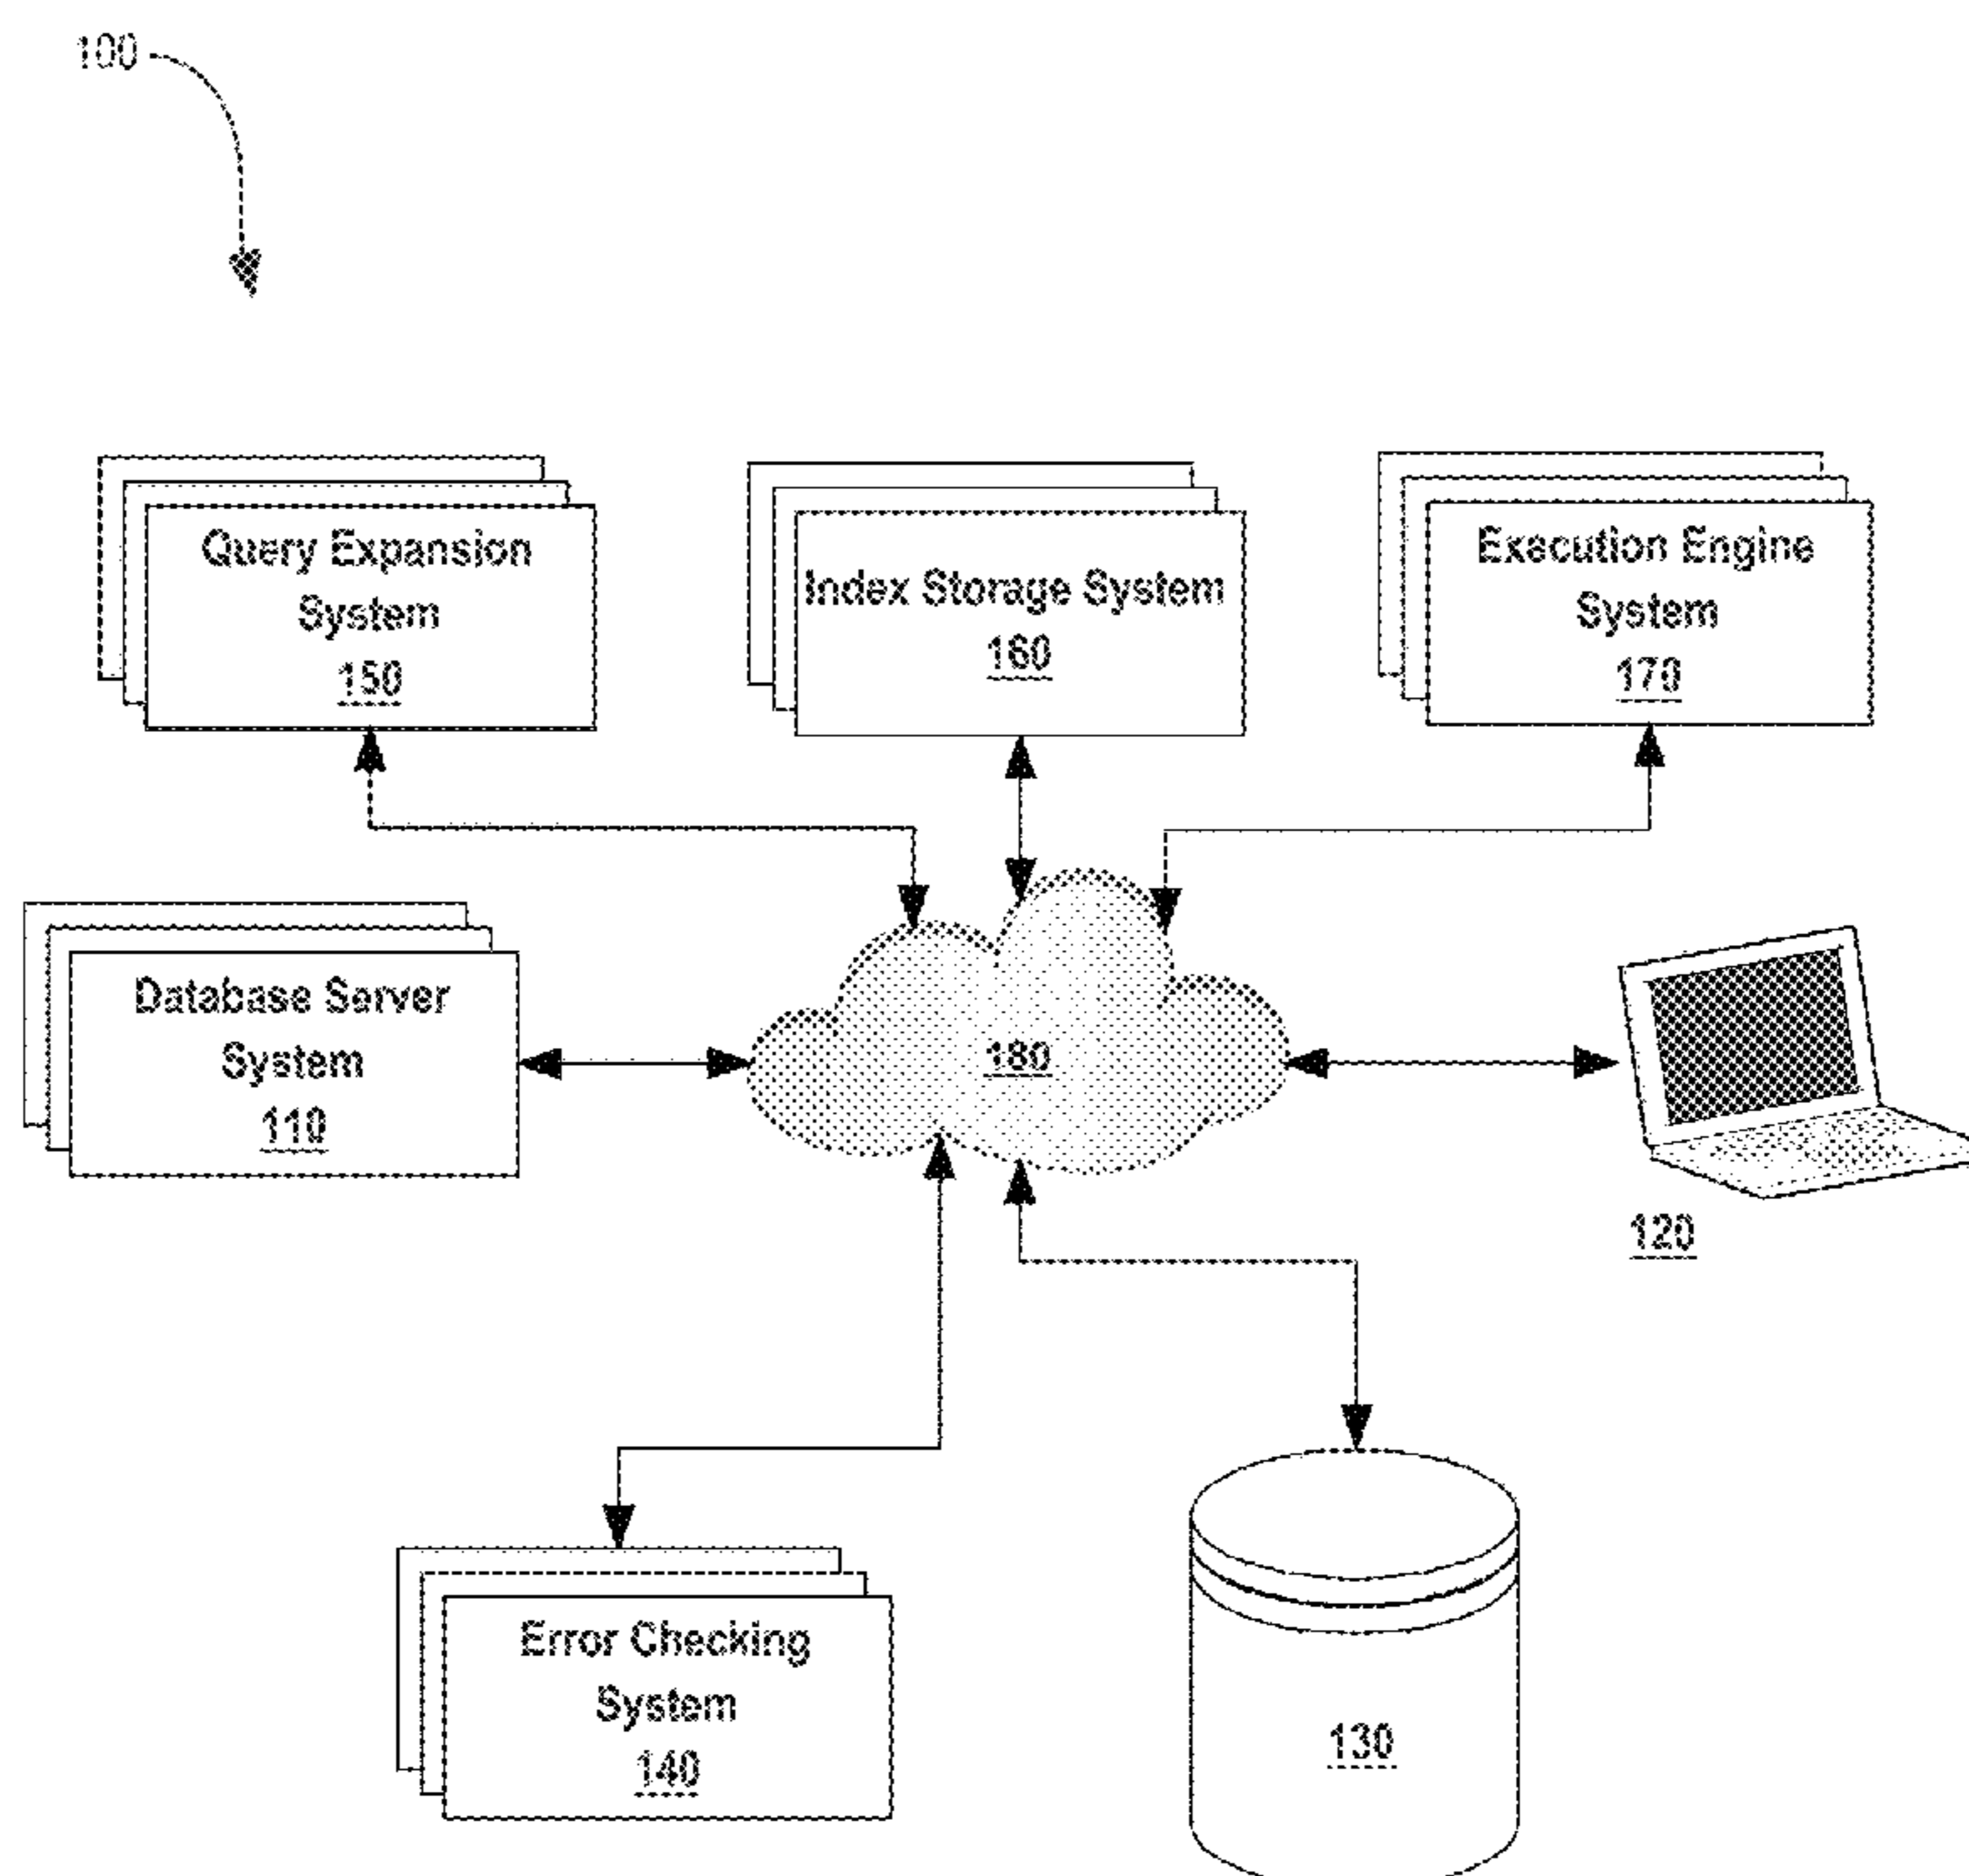 100
Query Expansion
System
150
Index Storage System
160
Execution Engine
System
170
Database Server
System
110
180
120
Error Checking
System
140
130